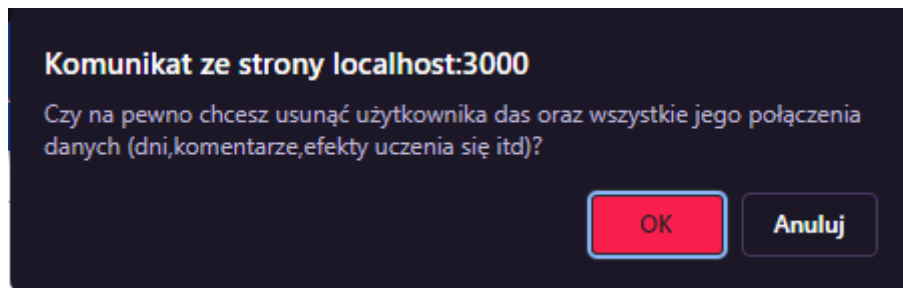 Komunikat ze strony localhost:3000
Czy na pewno chcesz usunąć użytkownika das oraz wszystkie jego połączenia
danych (dni,komentarze,efekty uczenia się itd)?
OK
Anuluj